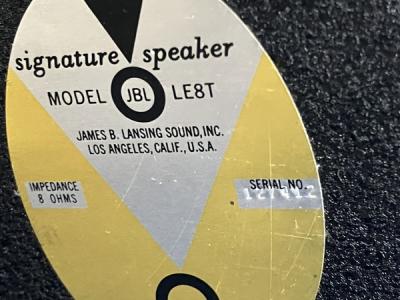 signature speaker
MODEL JBL LE8T
JAMES B. LANSING SOUND, INC.
LOS ANGELES, CALIF., U.S.A.
IMPEDANCE
8 OHMS
SERIAL NO.